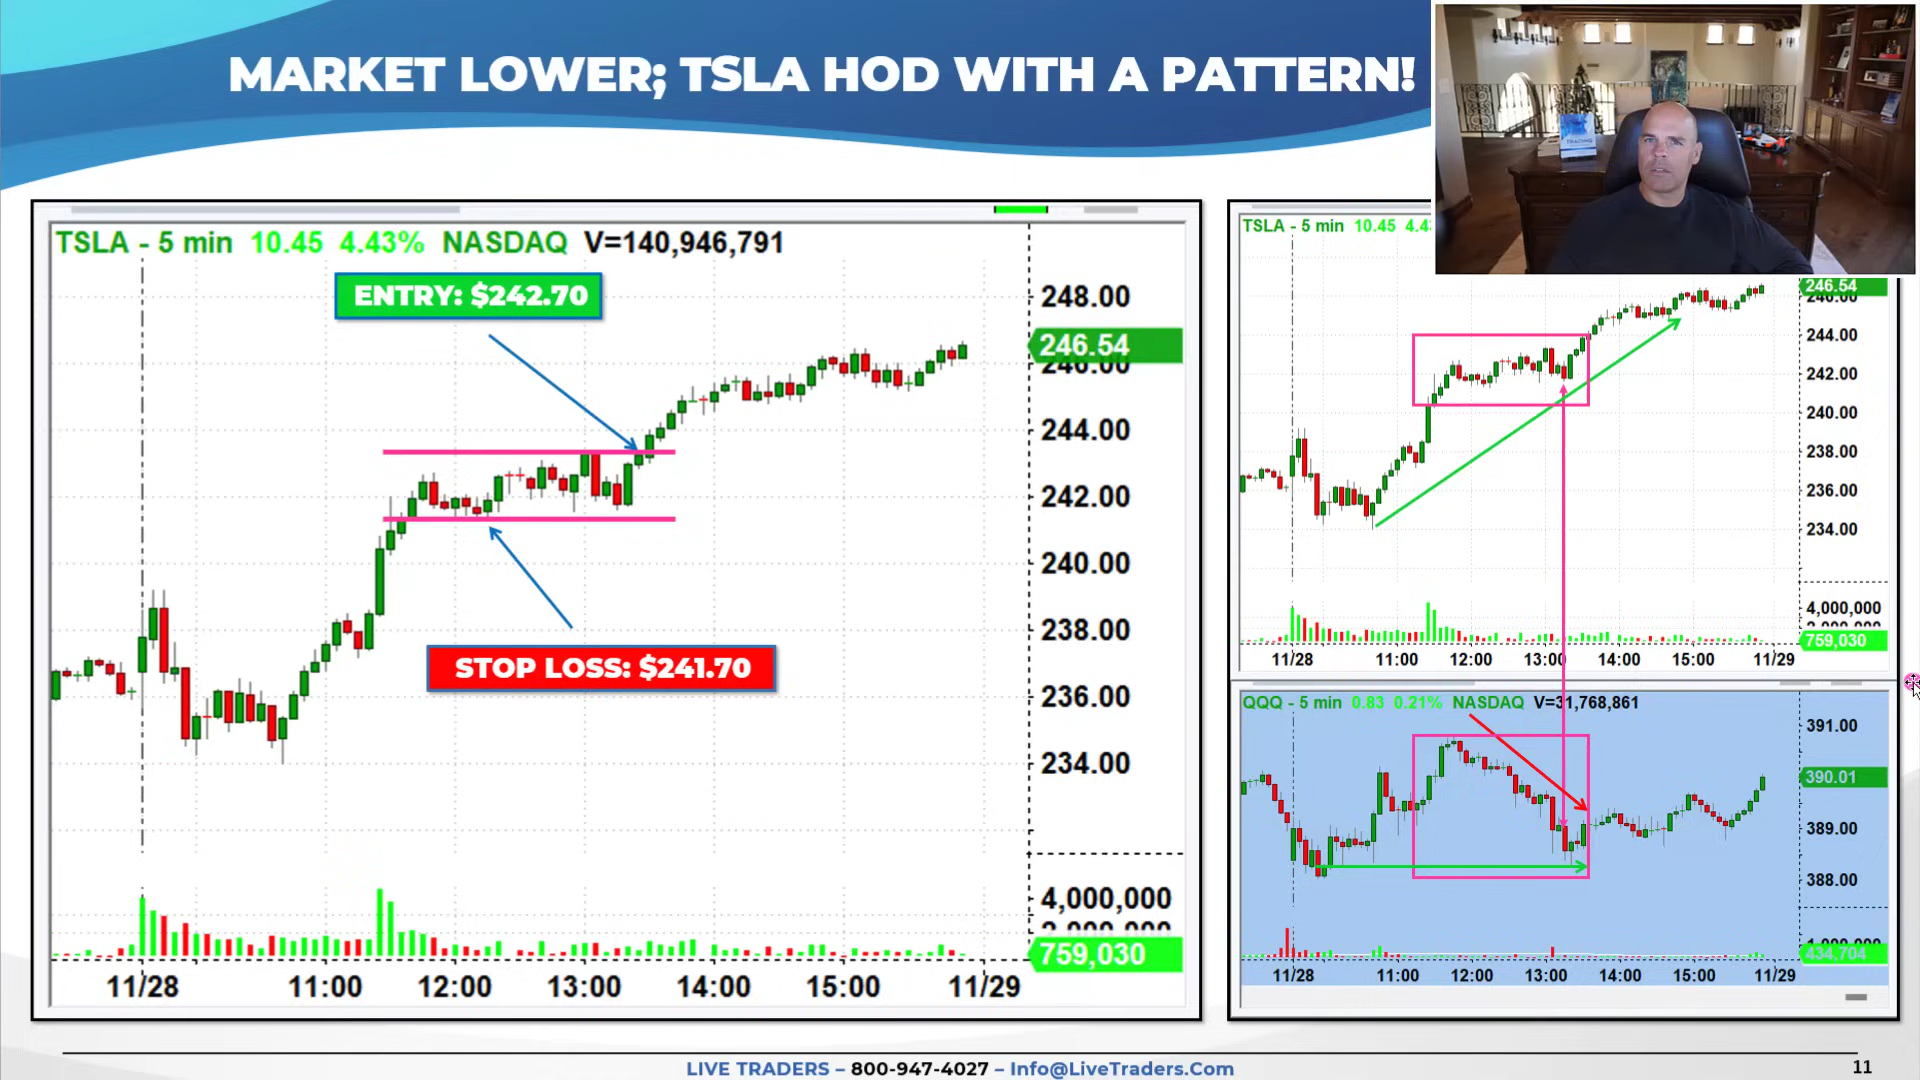 MARKET LOWER; TSLA HOD WITH A PATTERN!
TSLA - 5 min 10.45 4.43% NASDAQ V=140,946,791
ENTRY: $242.70
248.00
246.54
246.00
244.00
242.00
240.00
STOP LOSS: $241.70
238.00
236.00
234.00
4,000,000
759,030
11/28 11:00 12:00 13:00 14:00 15:00 11/29
TSLA - 5 min 10.45
TRADING
246.54
246.00
244.00
242.00
240.00
238.00
236.00
234.00
4,000,000
759,030
11/28 11:00 12:00 13:00 14:00 15:00 11/29
QQQ - 5 min 0.83 0.21% NASDAQ V=31,768,861
391.00
390.01
389.00
388.00
434,704
11/28 11:00 12:00 13:00 14:00 15:00 11/29
LIVE TRADERS – 800-947-4027 – Info@LiveTraders.Com
11